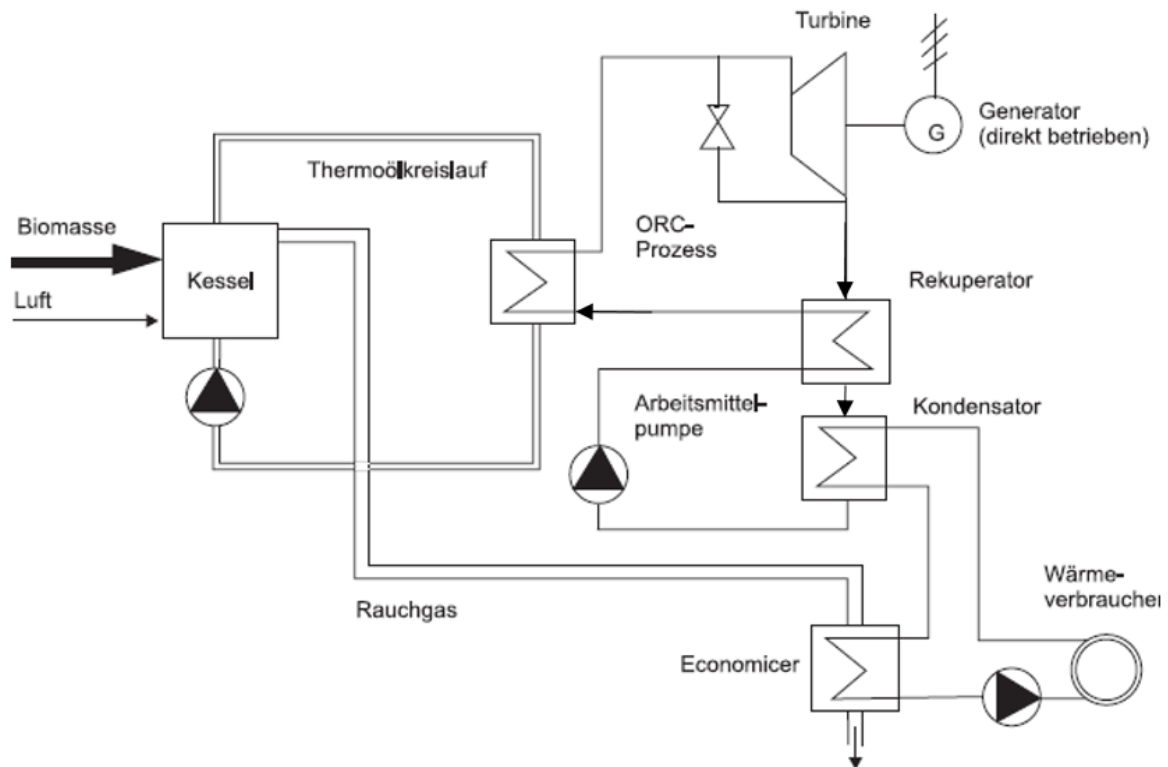 Turbine
G
Generator
(direkt betrieben)
Thermoölkreislauf
Biomasse
ORC-
Prozess
Kessel
Rekuperator
Luft
Arbeitsmittel-
pumpe
Kondensator
Wärme-
verbraucher
Rauchgas
Economicer